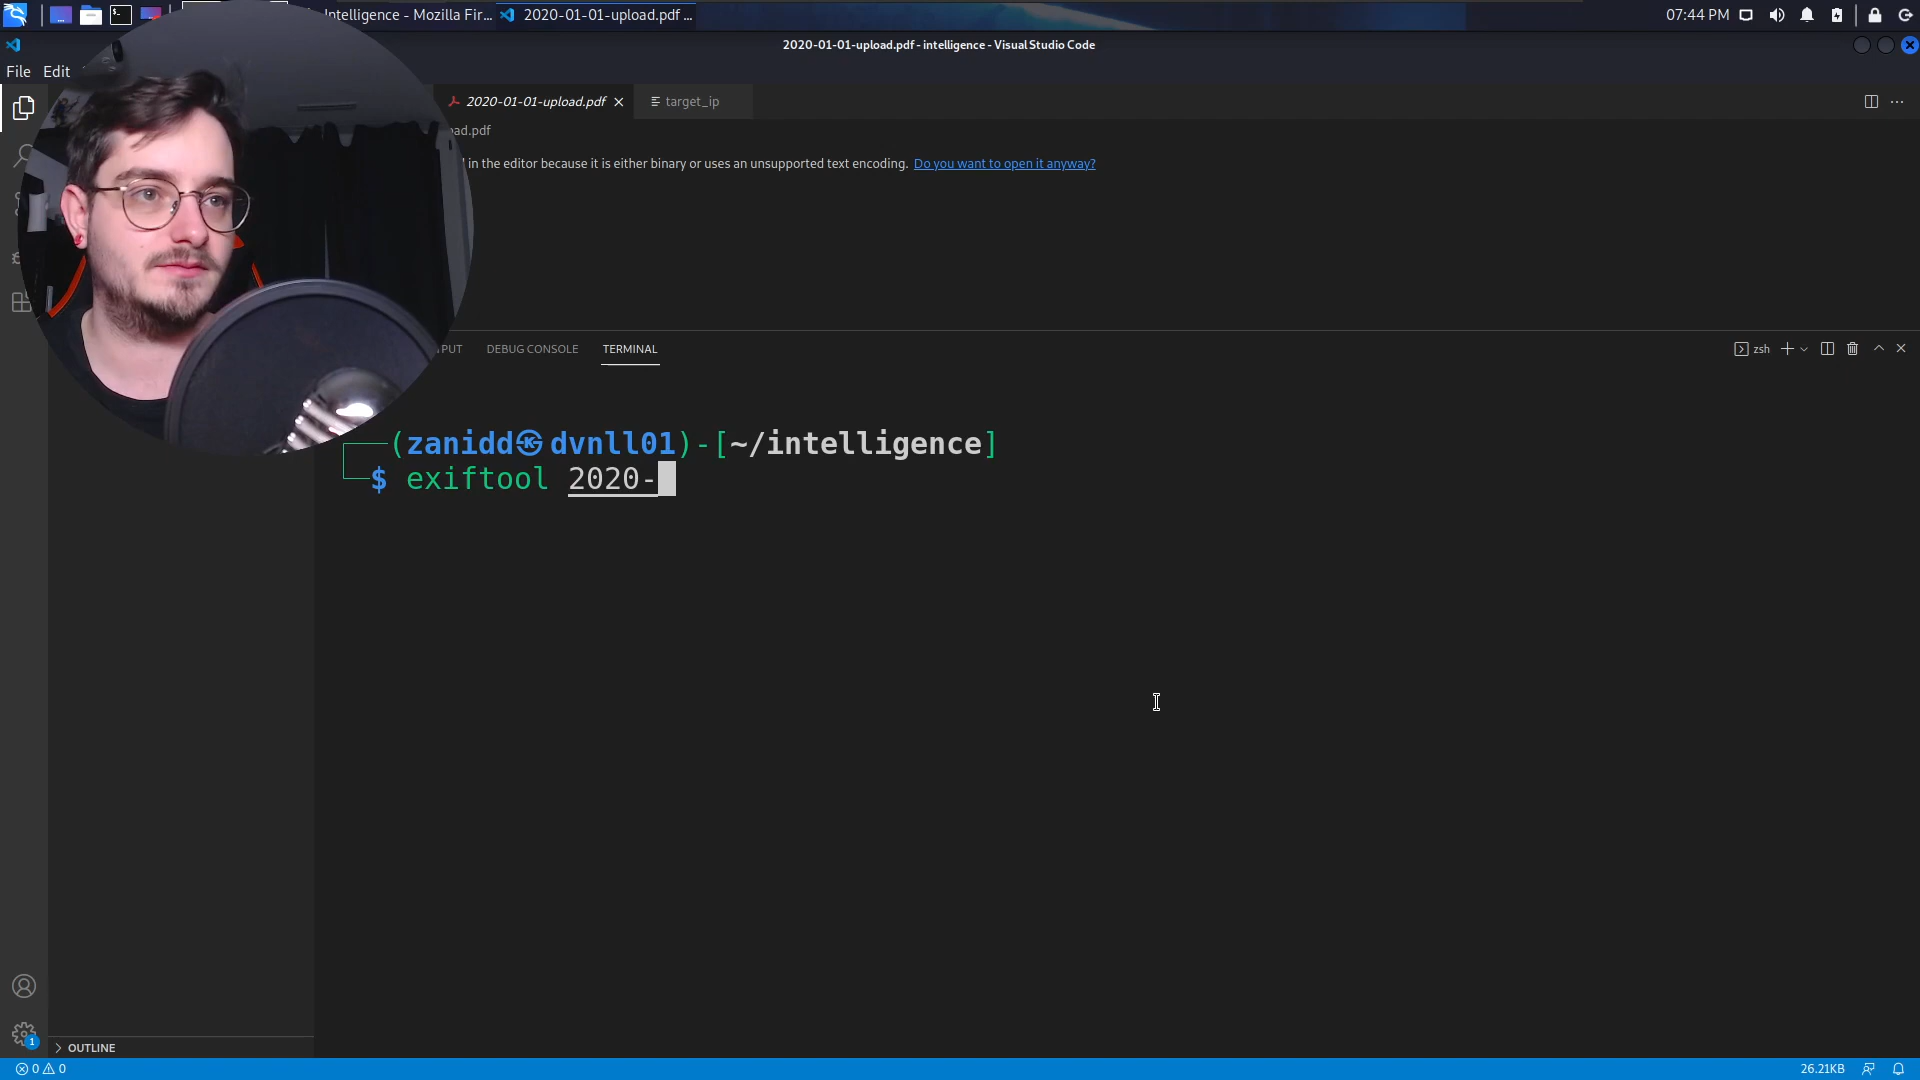 Intelligence - Mozilla Fir...
2020-01-01-upload.pdf ...
07:44 PM
2020-01-01-upload.pdf - intelligence - Visual Studio Code
File Edit
2020-01-01-upload.pdf
target_ip
oad.pdf
in the editor because it is either binary or uses an unsupported text encoding. Do you want to open it anyway?
PUT
DEBUG CONSOLE
TERMINAL
zsh
(zanidd㉿dvnll01)-[~/intelligence]
$ exiftool 2020-
1
OUTLINE
0 0
26.21KB